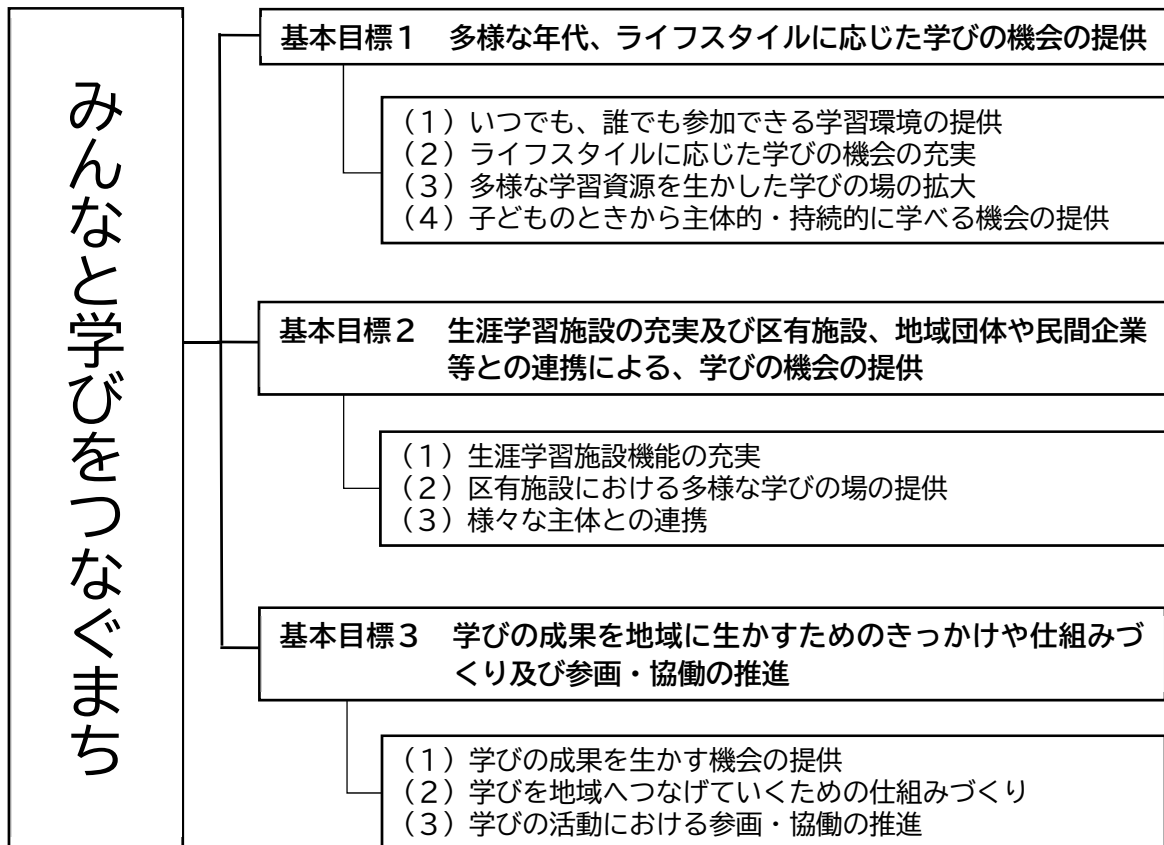 みんなと学びをつなぐまち
基本目標１　多様な年代、ライフスタイルに応じた学びの機会の提供
（１）いつでも、誰でも参加できる学習環境の提供
（２）ライフスタイルに応じた学びの機会の充実
（３）多様な学習資源を生かした学びの場の拡大
（４）子どものときから主体的・持続的に学べる機会の提供
基本目標２　生涯学習施設の充実及び区有施設、地域団体や民間企業
等との連携による、学びの機会の提供
（１）生涯学習施設機能の充実
（２）区有施設における多様な学びの場の提供
（３）様々な主体との連携
基本目標３　学びの成果を地域に生かすためのきっかけや仕組みづ
くり及び参画・協働の推進
（１）学びの成果を生かす機会の提供
（２）学びを地域へつなげていくための仕組みづくり
（３）学びの活動における参画・協働の推進